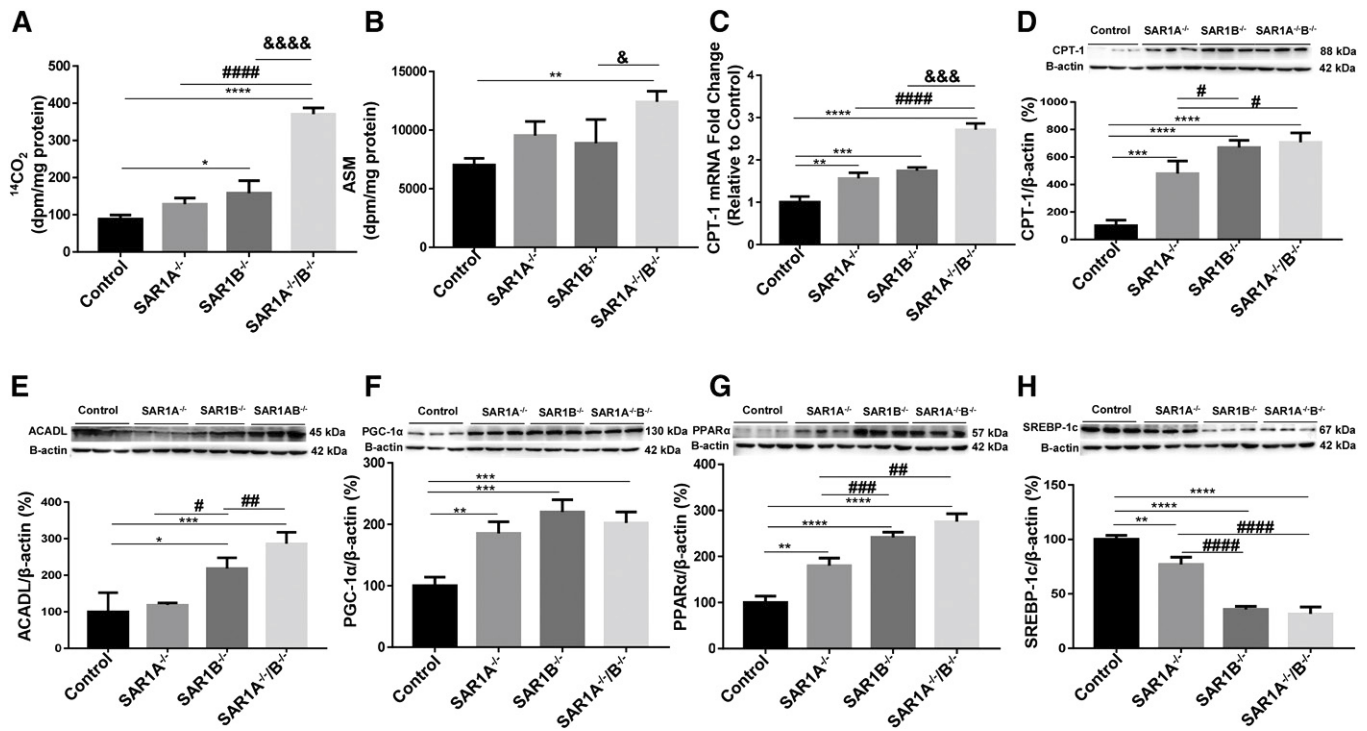 A
&&&&
####
****
*
500
400
300
200
100
0
¹⁴CO₂
(dpm/mg protein)
Control
SAR1A⁻/⁻
SAR1B⁻/⁻
SAR1A⁻/⁻/B⁻/⁻
B
&
**
15000
10000
5000
0
ASM
(dpm/mg protein)
Control
SAR1A⁻/⁻
SAR1B⁻/⁻
SAR1A⁻/⁻/B⁻/⁻
C
&&&
####
****
***
**
4
3
2
1
0
CPT-1 mRNA Fold Change
(Relative to Control)
Control
SAR1A⁻/⁻
SAR1B⁻/⁻
SAR1A⁻/⁻/B⁻/⁻
D
Control SAR1A⁻/⁻ SAR1B⁻/⁻ SAR1A⁻/⁻B⁻/⁻
CPT-1 88 kDa
B-actin 42 kDa
#
#
****
****
***
1000
800
600
400
200
0
CPT-1/β-actin (%)
Control
SAR1A⁻/⁻
SAR1B⁻/⁻
SAR1A⁻/⁻/B⁻/⁻
E
Control SAR1A⁻/⁻ SAR1B⁻/⁻ SAR1AB⁻/⁻
ACADL 45 kDa
B-actin 42 kDa
# ##
***
*
400
300
200
100
0
ACADL/β-actin (%)
Control
SAR1A⁻/⁻
SAR1B⁻/⁻
SAR1A⁻/⁻/B⁻/⁻
F
Control SAR1A⁻/⁻ SAR1B⁻/⁻ SAR1A⁻/⁻B⁻/⁻
PGC-1α 130 kDa
B-actin 42 kDa
***
***
**
300
200
100
0
PGC-1α/β-actin (%)
Control
SAR1A⁻/⁻
SAR1B⁻/⁻
SAR1A⁻/⁻/B⁻/⁻
G
Control SAR1A⁻/⁻ SAR1B⁻/⁻ SAR1A⁻/⁻B⁻/⁻
PPARα 57 kDa
B-actin 42 kDa
##
###
****
****
**
400
300
200
100
0
PPARα/β-actin (%)
Control
SAR1A⁻/⁻
SAR1B⁻/⁻
SAR1A⁻/⁻/B⁻/⁻
H
Control SAR1A⁻/⁻ SAR1B⁻/⁻ SAR1A⁻/⁻B⁻/⁻
SREBP-1c 67 kDa
B-actin 42 kDa
****
****
**
####
####
150
100
50
0
SREBP-1c/β-actin (%)
Control
SAR1A⁻/⁻
SAR1B⁻/⁻
SAR1A⁻/⁻/B⁻/⁻